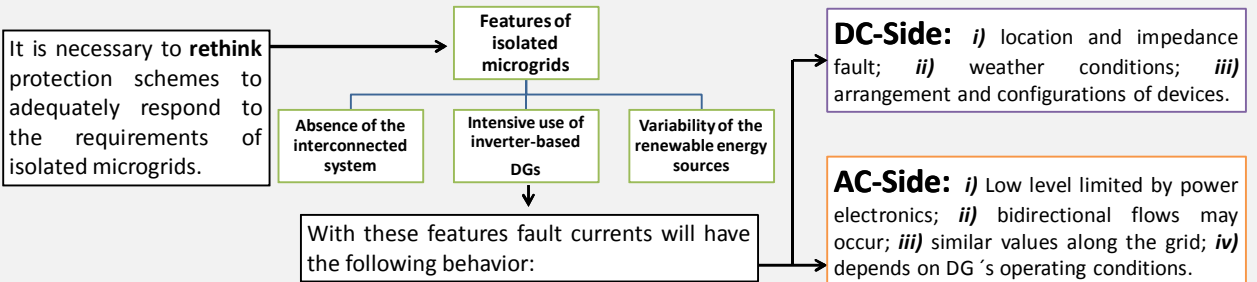 It is necessary to rethink
protection schemes to
adequately respond to
the requirements of
isolated microgrids.
Features of
isolated
microgrids
Absence of the
interconnected
system
Intensive use of
inverter-based
DGs
Variability of the
renewable energy
sources
With these features fault currents will have
the following behavior:
DC-Side: i) location and impedance
fault; ii) weather conditions; iii)
arrangement and configurations of devices.
AC-Side: i) Low level limited by power
electronics; ii) bidirectional flows may
occur; iii) similar values along the grid; iv)
depends on DG ´s operating conditions.